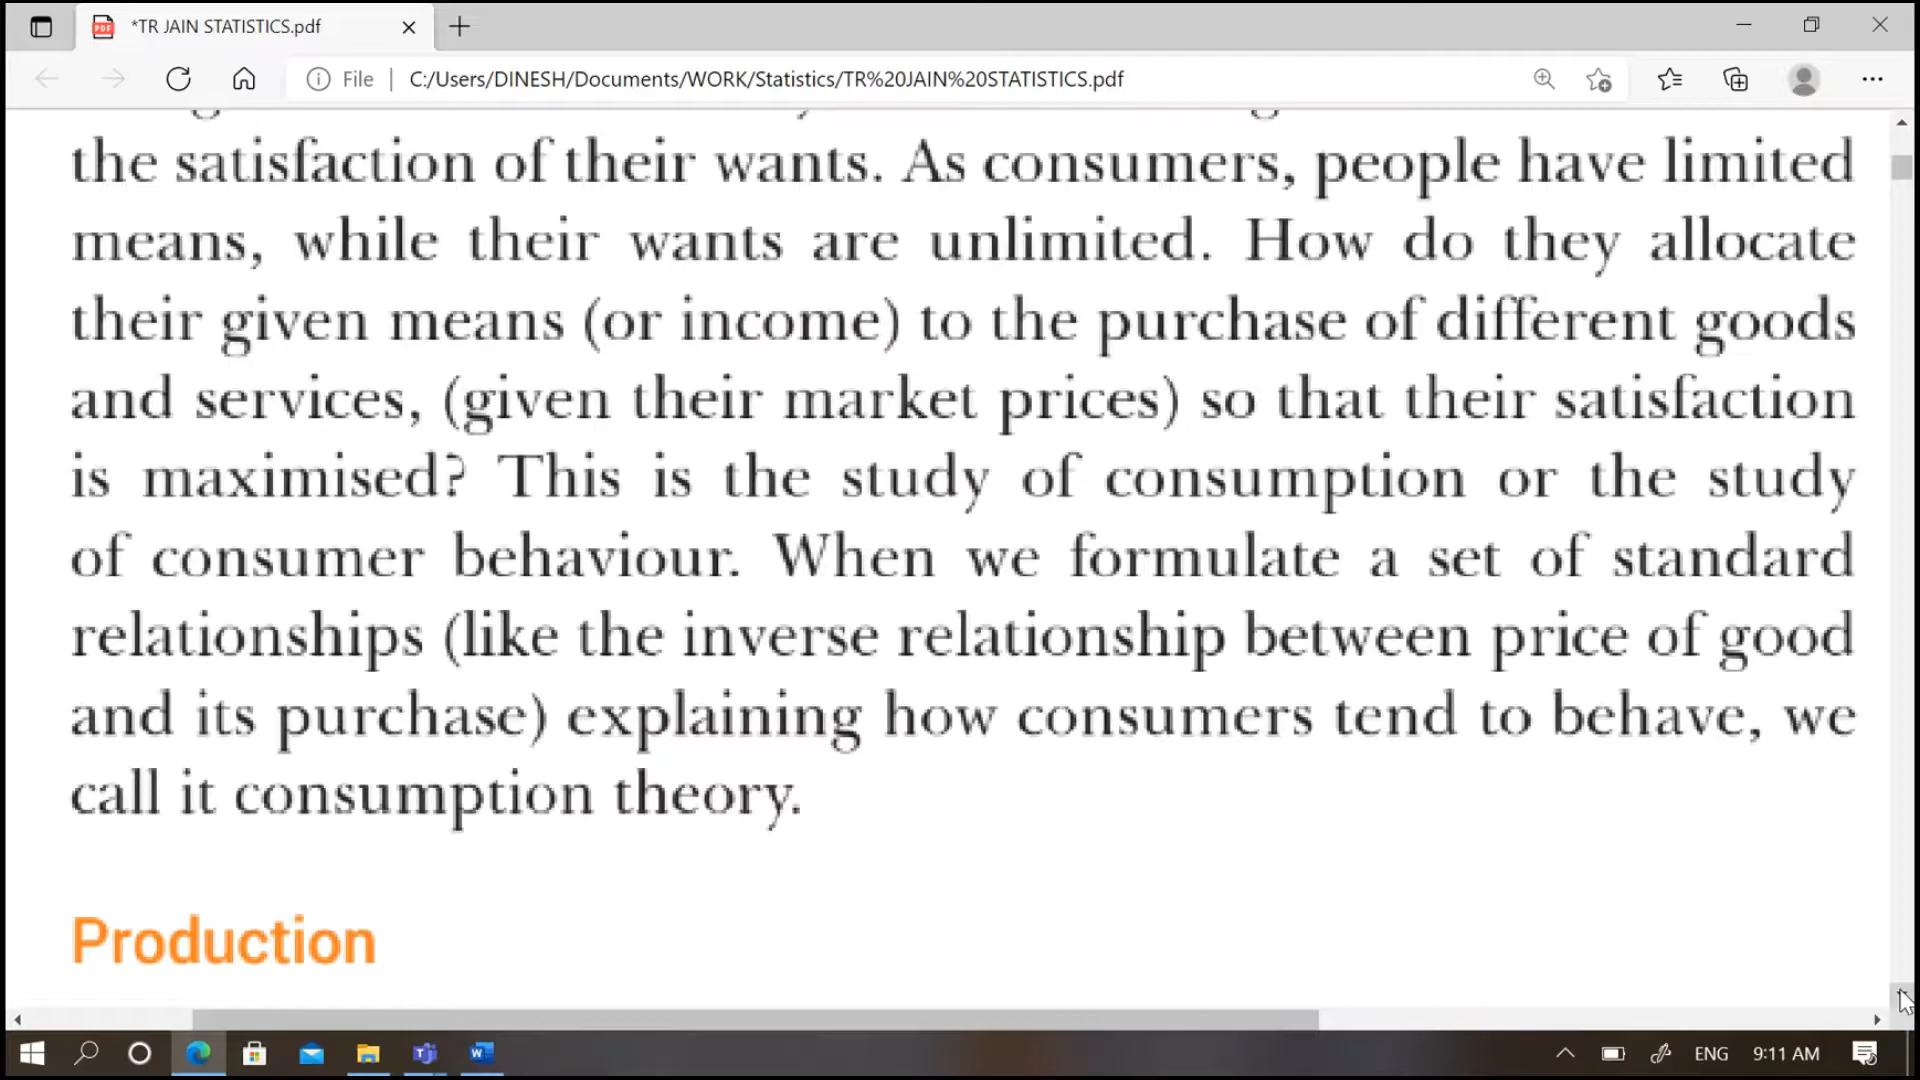 *TR JAIN STATISTICS.pdf
File
C:/Users/DINESH/Documents/WORK/Statistics/TR%20JAIN%20STATISTICS.pdf
the satisfaction of their wants. As consumers, people have limited
means, while their wants are unlimited. How do they allocate
their given means (or income) to the purchase of different goods
and services, (given their market prices) so that their satisfaction
is maximised? This is the study of consumption or the study
of consumer behaviour. When we formulate a set of standard
relationships (like the inverse relationship between price of good
and its purchase) explaining how consumers tend to behave, we
call it consumption theory.
Production
ENG
9:11 AM